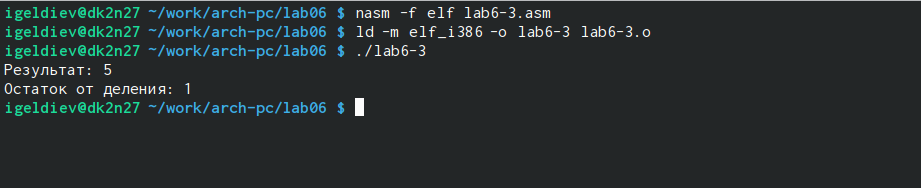 igeldiev@dk2n27 ~/work/arch-pc/lab06 $ nasm -f elf lab6-3.asm
igeldiev@dk2n27 ~/work/arch-pc/lab06 $ ld -m elf_i386 -o lab6-3 lab6-3.o
igeldiev@dk2n27 ~/work/arch-pc/lab06 $ ./lab6-3
Результат: 5
Остаток от деления: 1
igeldiev@dk2n27 ~/work/arch-pc/lab06 $